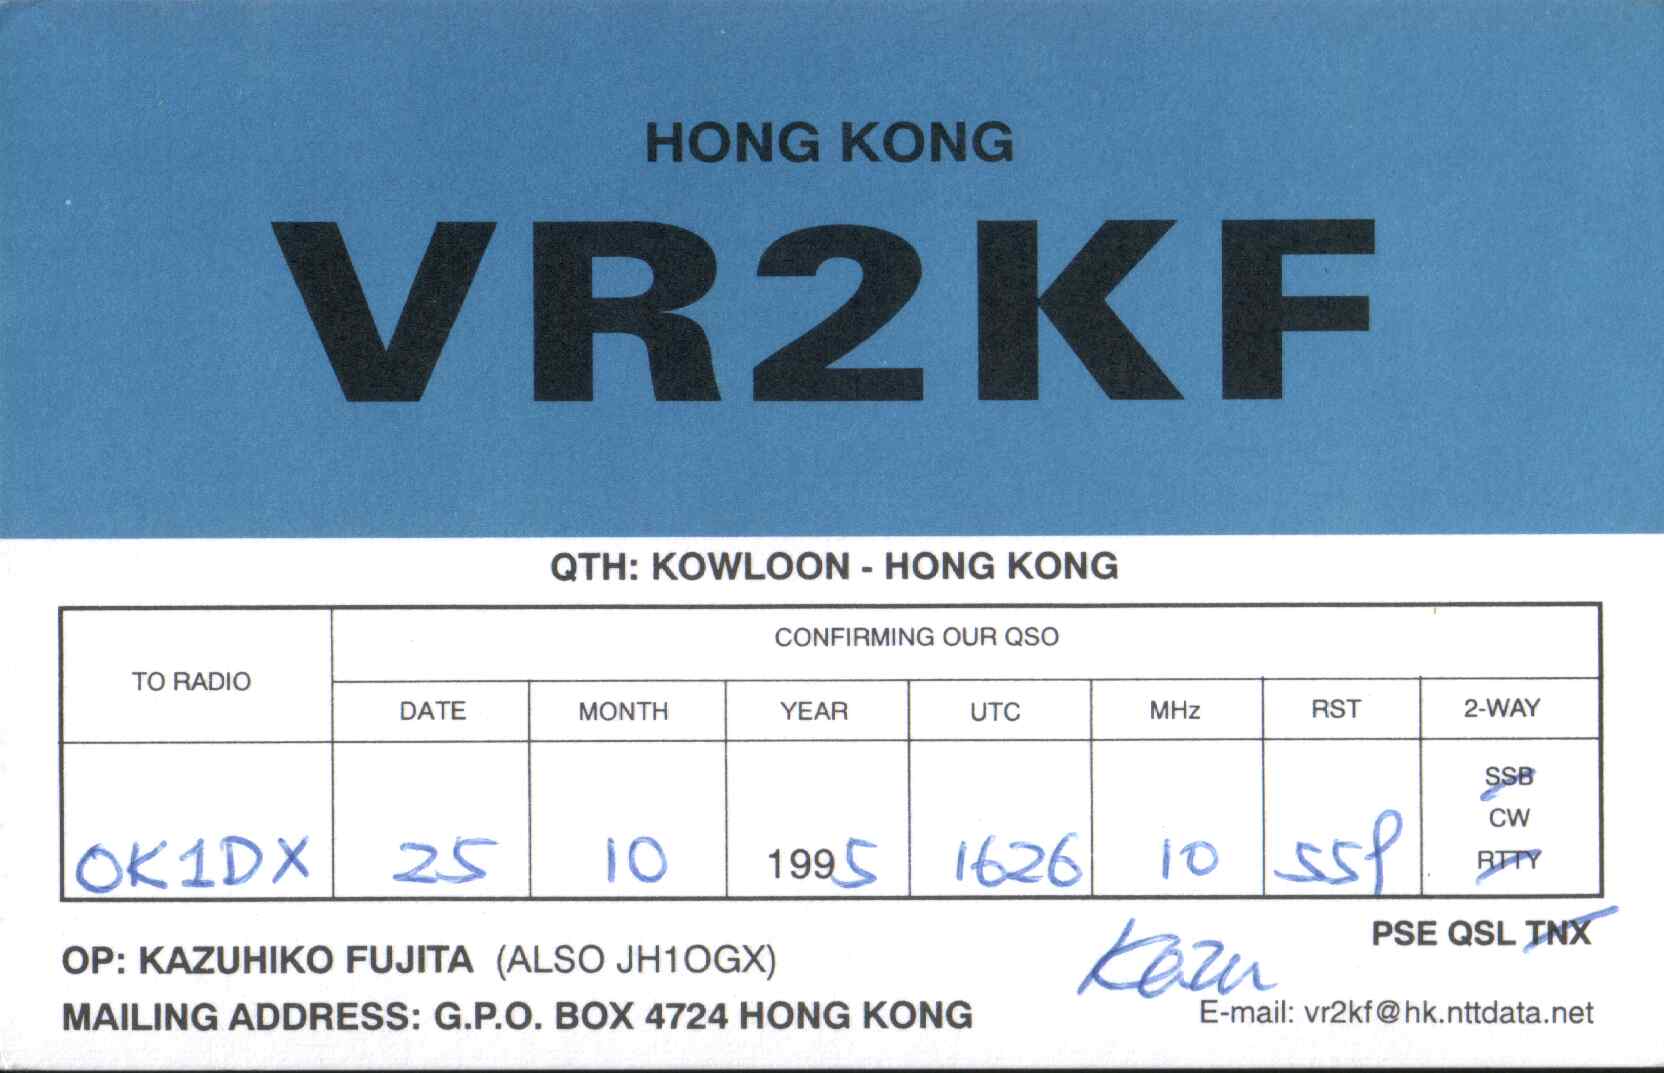 HONG KONG
VR2KF
QTH: KOWLOON - HONG KONG
TO RADIO
CONFIRMING OUR QSO
DATE MONTH YEAR UTC MHz RST 2-WAY
SSB
CW
RTTY
OK1DX 25 10 1995 1626 10 559
PSE QSL TNX
OP: KAZUHIKO FUJITA (ALSO JH1OGX)
Kazu
MAILING ADDRESS: G.P.O. BOX 4724 HONG KONG
E-mail: vr2kf@hk.nttdata.net